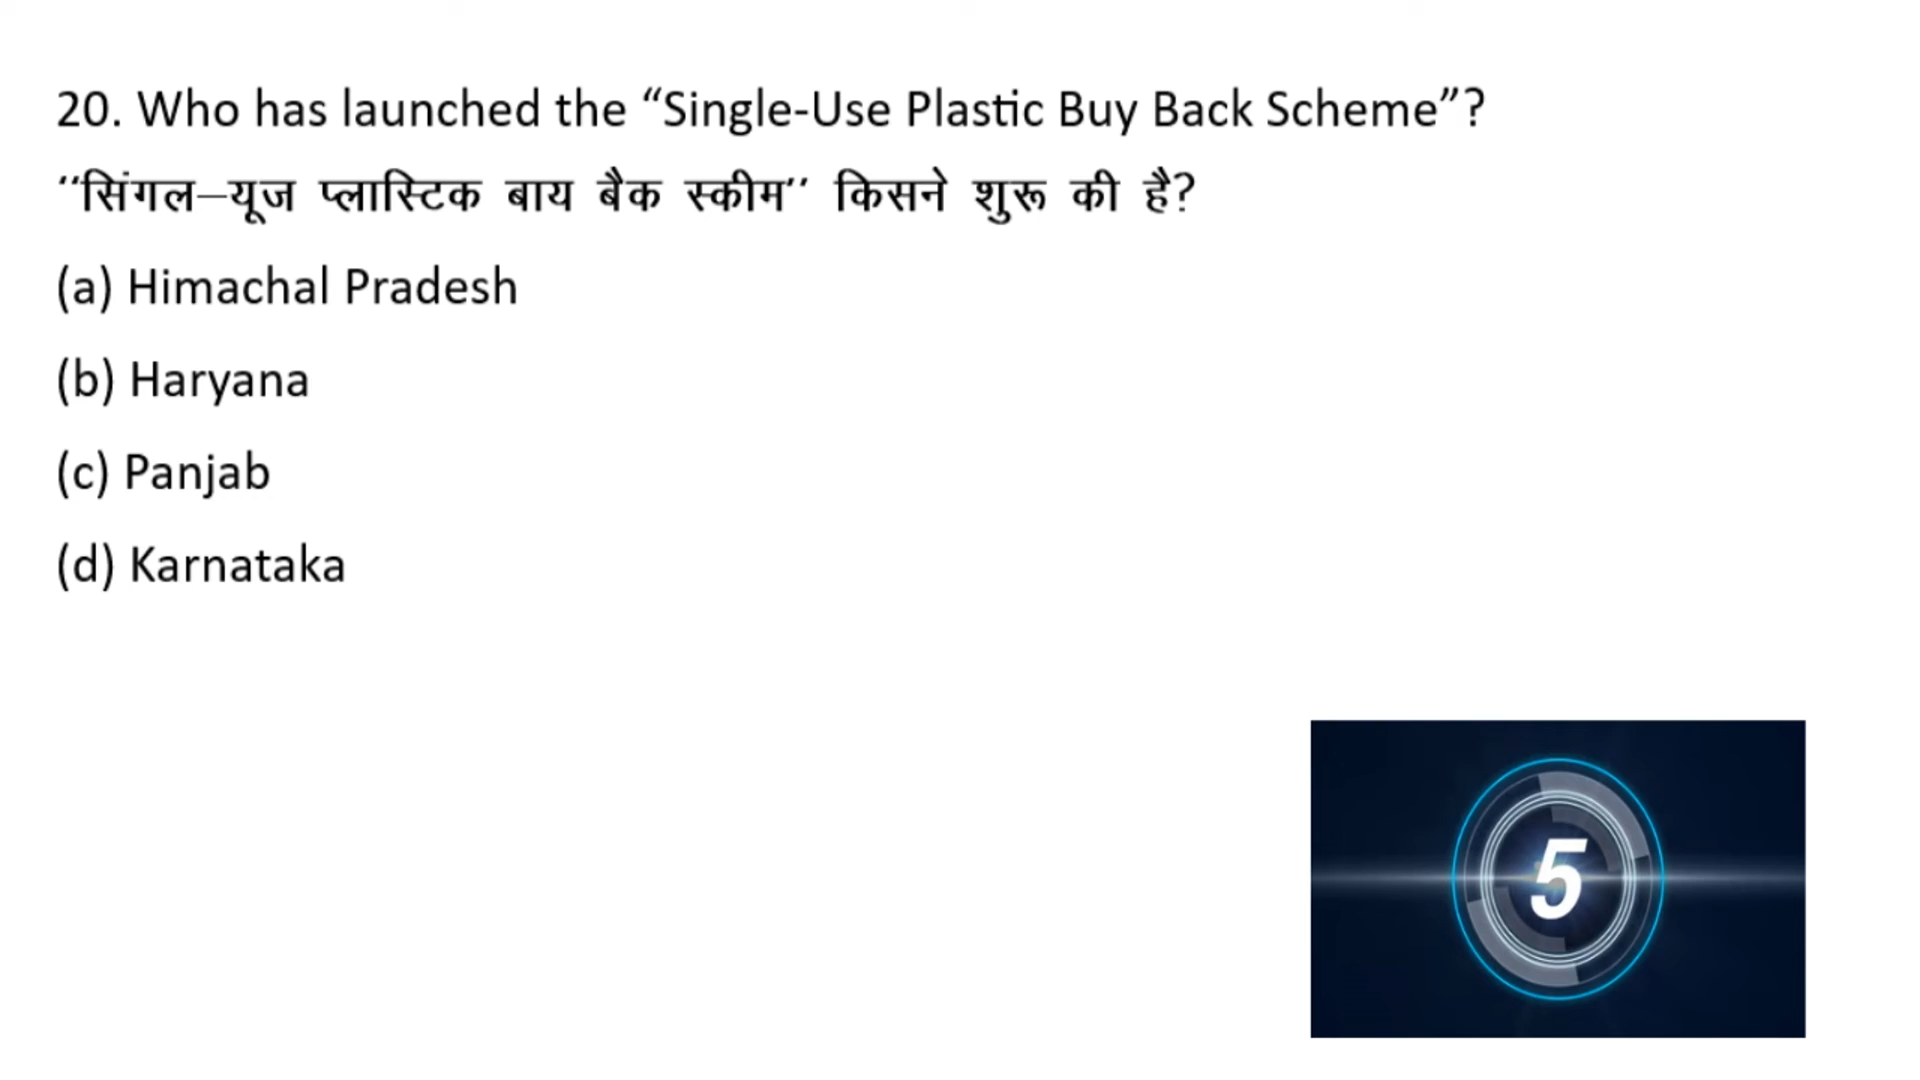 20. Who has launched the “Single-Use Plastic Buy Back Scheme”?
‘‘सिंगल–यूज प्लास्टिक बाय बैक स्कीम’’ किसने शुरू की है?
(a) Himachal Pradesh
(b) Haryana
(c) Panjab
(d) Karnataka
5